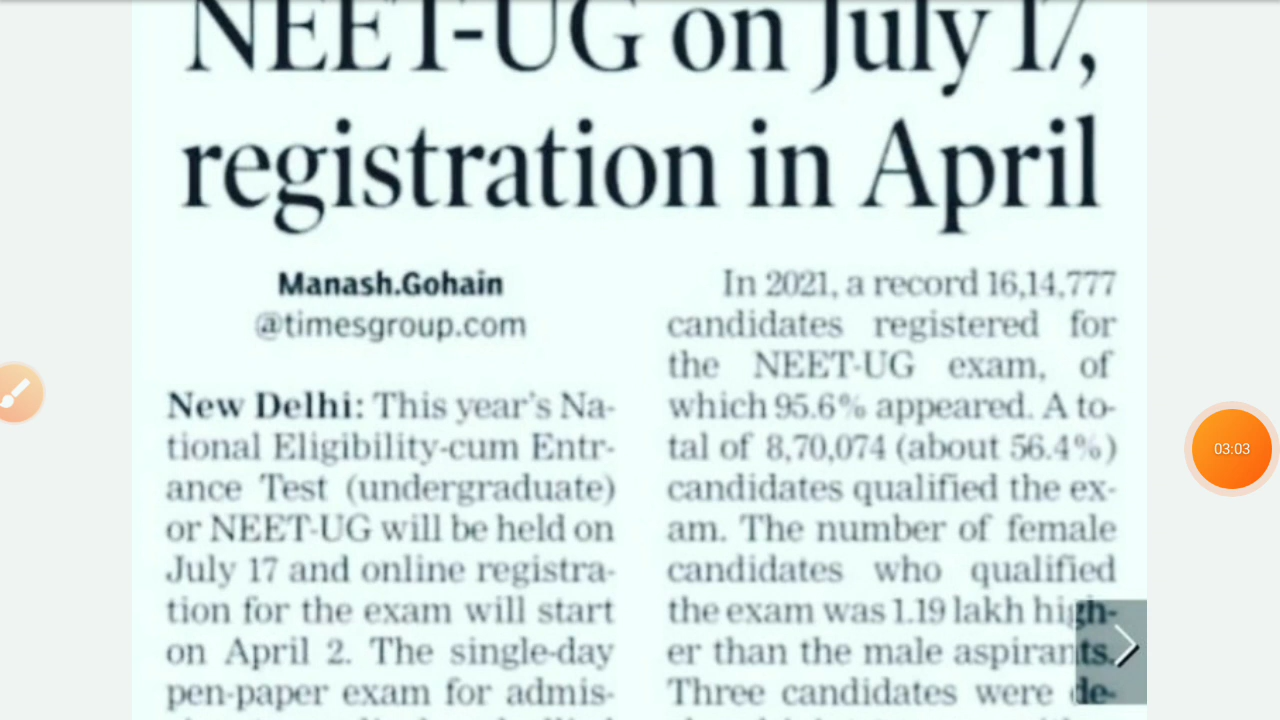 NEET-UG on July 17,
registration in April
Manash.Gohain
@timesgroup.com
New Delhi: This year's Na-
tional Eligibility-cum Entr-
ance Test (undergraduate)
or NEET-UG will be held on
July 17 and online registra-
tion for the exam will start
on April 2. The single-day
pen-paper exam for admis-
In 2021, a record 16,14,777
candidates registered for
the NEET-UG exam, of
which 95.6% appeared. A to-
tal of 8,70,074 (about 56.4%)
candidates qualified the ex-
am. The number of female
candidates who qualified
the exam was 1.19 lakh high-
er than the male aspirants.
Three candidates were de-
03:03